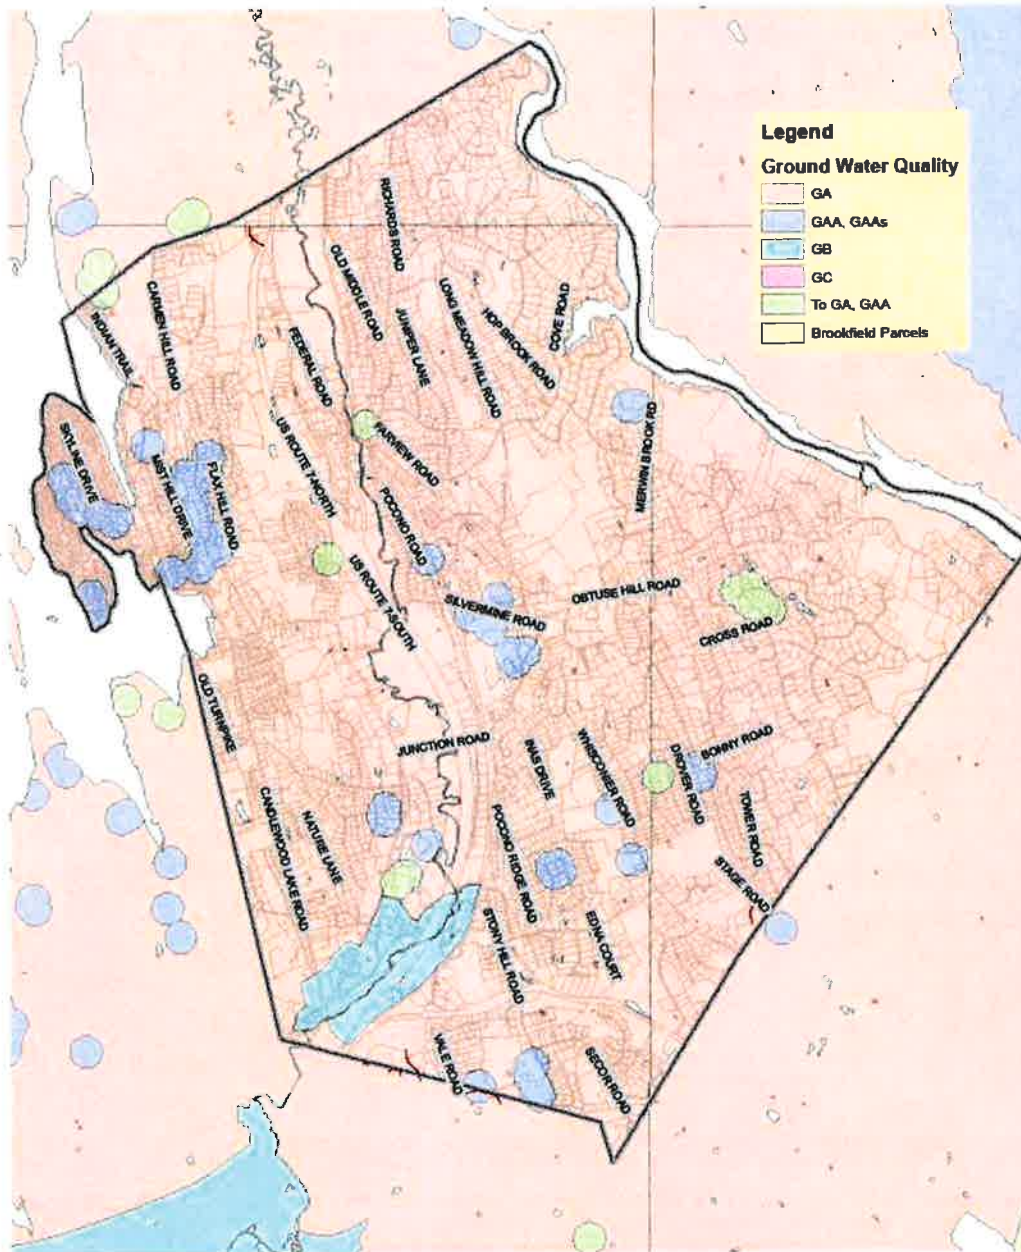 Legend
Ground Water Quality
GA
GAA, GAAs
GB
GC
To GA, GAA
Brookfield Parcels
RICHARDS ROAD
OLD MIDDLE ROAD
CARMEN HILL ROAD
INDIAN TRAIL
FEDERAL ROAD
JUNIPER LANE
LONG MEADOW HILL ROAD
HOP BROOK ROAD
COVE ROAD
SKYLINE DRIVE
MIST HILL DRIVE
FLAX HILL ROAD
US ROUTE 7-NORTH
FARVIEW ROAD
MERWIN BROOK RD
POCONO ROAD
US ROUTE 7-SOUTH
SILVERMINE ROAD
OBTUSE HILL ROAD
CROSS ROAD
OLD TURNPIKE
JUNCTION ROAD
INAS DRIVE
WHISCONIER ROAD
DROVER ROAD
BONNY ROAD
CANDLEWOOD LAKE ROAD
NATURE LANE
POCONO RIDGE ROAD
TOWER ROAD
STAGE ROAD
STONY HILL ROAD
EDNA COURT
VALE ROAD
SECOR ROAD